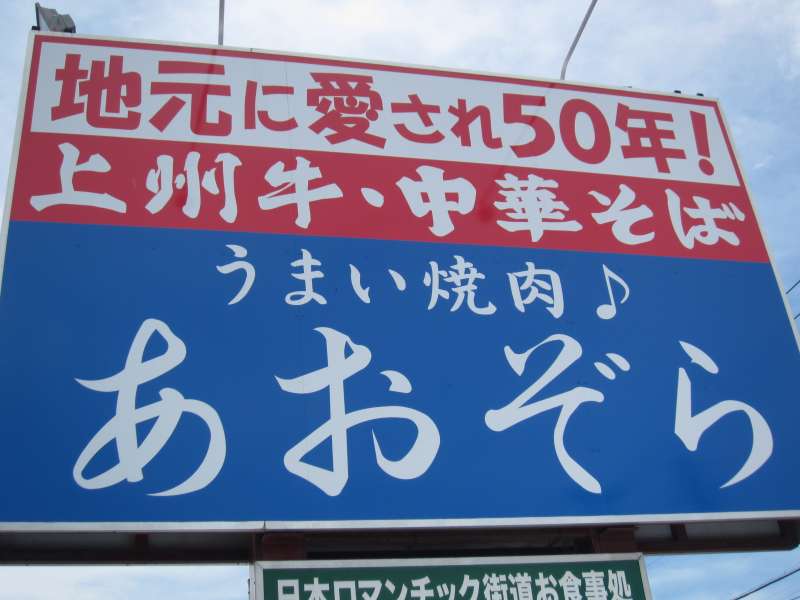 地元に愛され50年!
上州牛・中華そば
うまい焼肉♪
あおぞら
日本ロマンチック街道お食事処